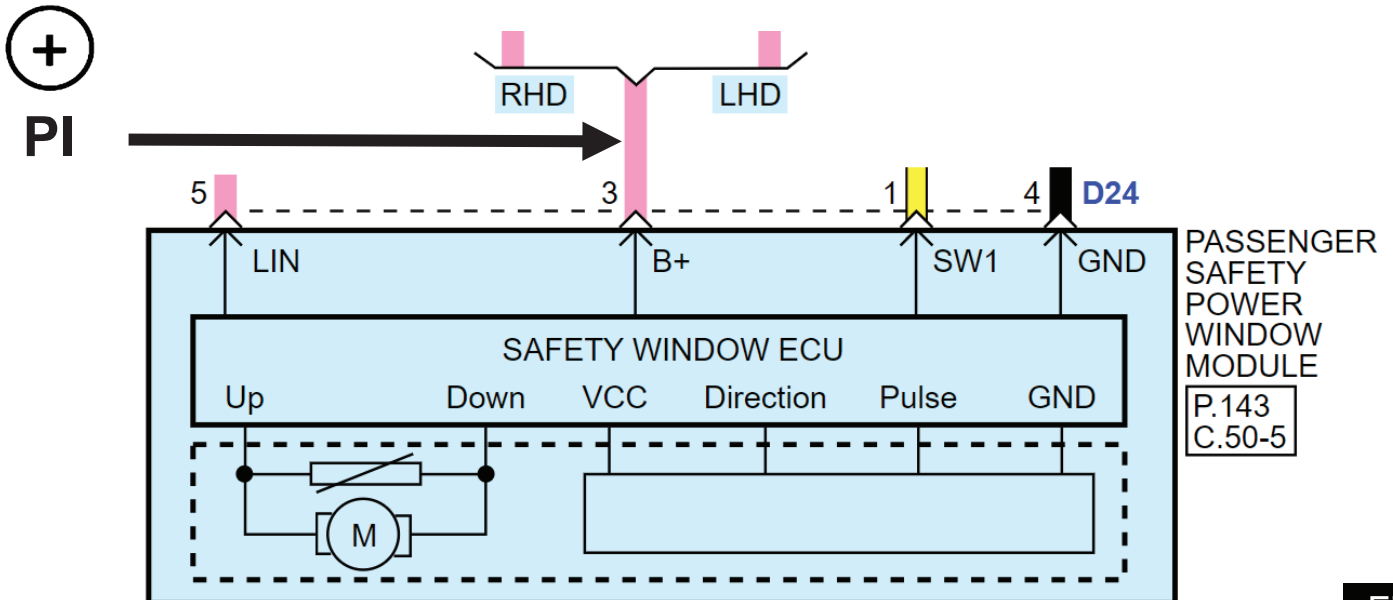 +
PI
RHD
LHD
5
3
1
4
D24
LIN
B+
SW1
GND
PASSENGER
SAFETY
POWER
WINDOW
MODULE
P.143
C.50-5
SAFETY WINDOW ECU
Up
Down
VCC
Direction
Pulse
GND
M